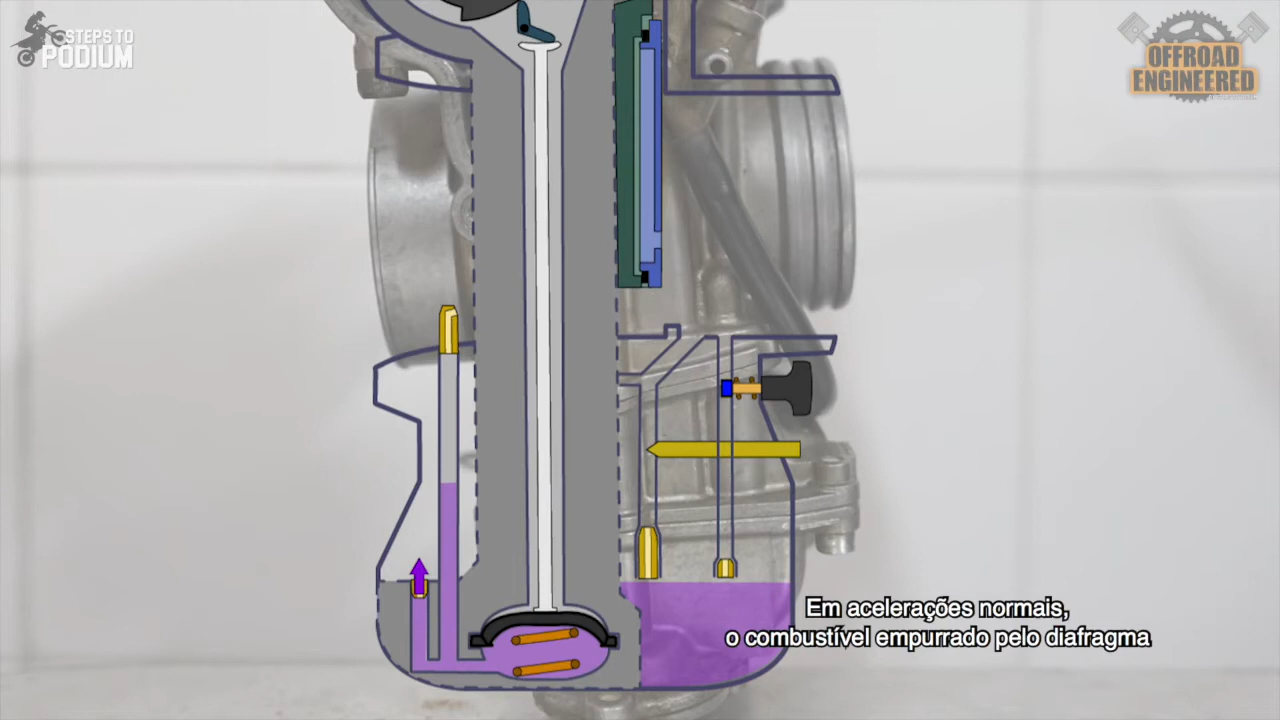 STEPS TO
PODIUM
OFFROAD
ENGINEERED
Em acelerações normais,
o combustível empurrado pelo diafragma